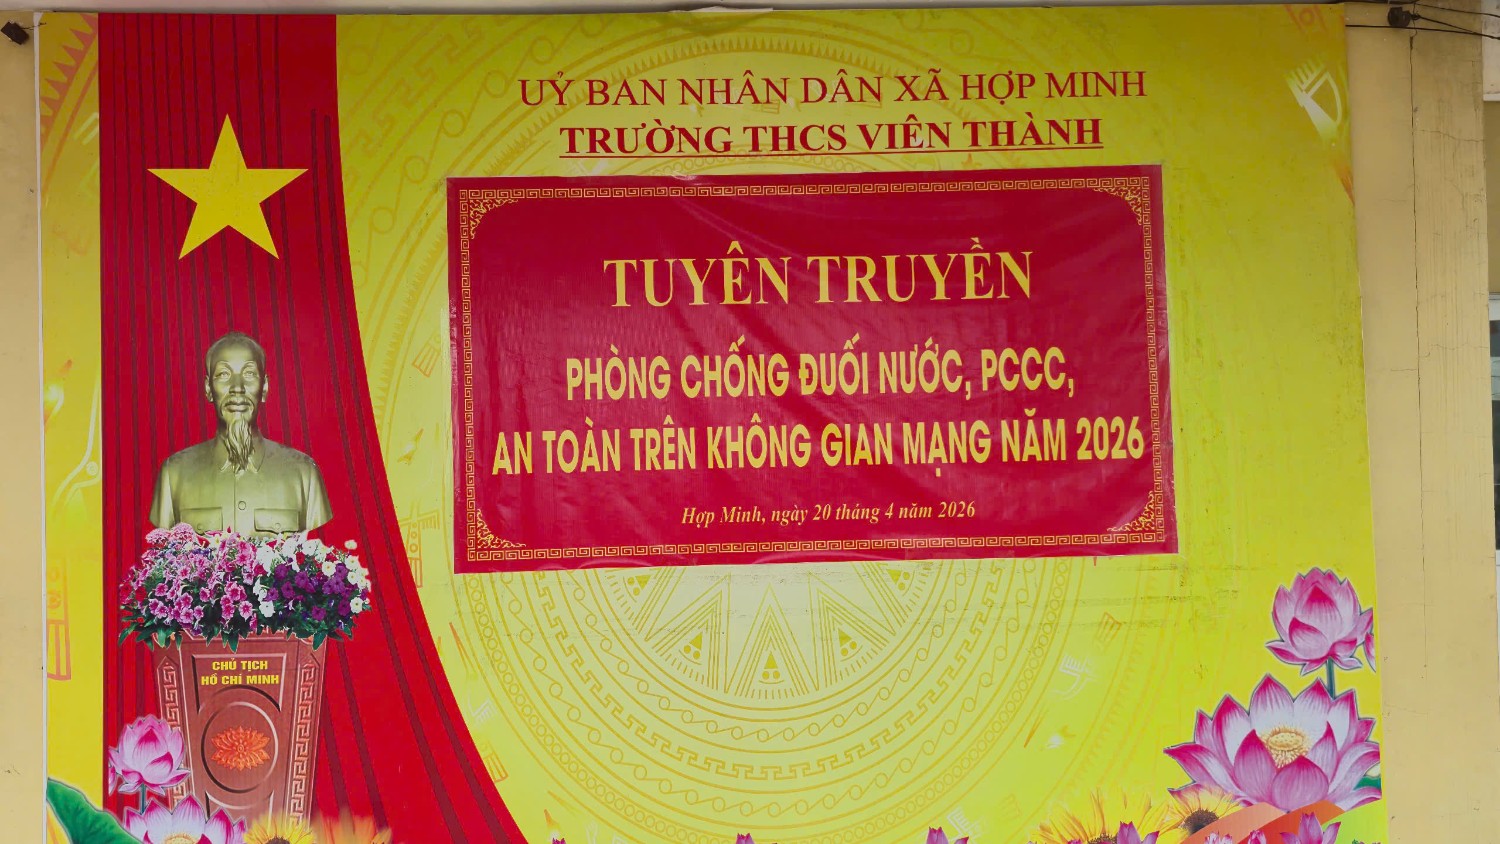 UỶ BAN NHÂN DÂN XÃ HỢP MINH
TRƯỜNG THCS VIÊN THÀNH
TUYÊN TRUYỀN
PHÒNG CHỐNG ĐUỐI NƯỚC, PCCC,
AN TOÀN TRÊN KHÔNG GIAN MẠNG NĂM 2026
Hợp Minh, ngày 20 tháng 4 năm 2026
CHỦ TỊCH
HỒ CHÍ MINH